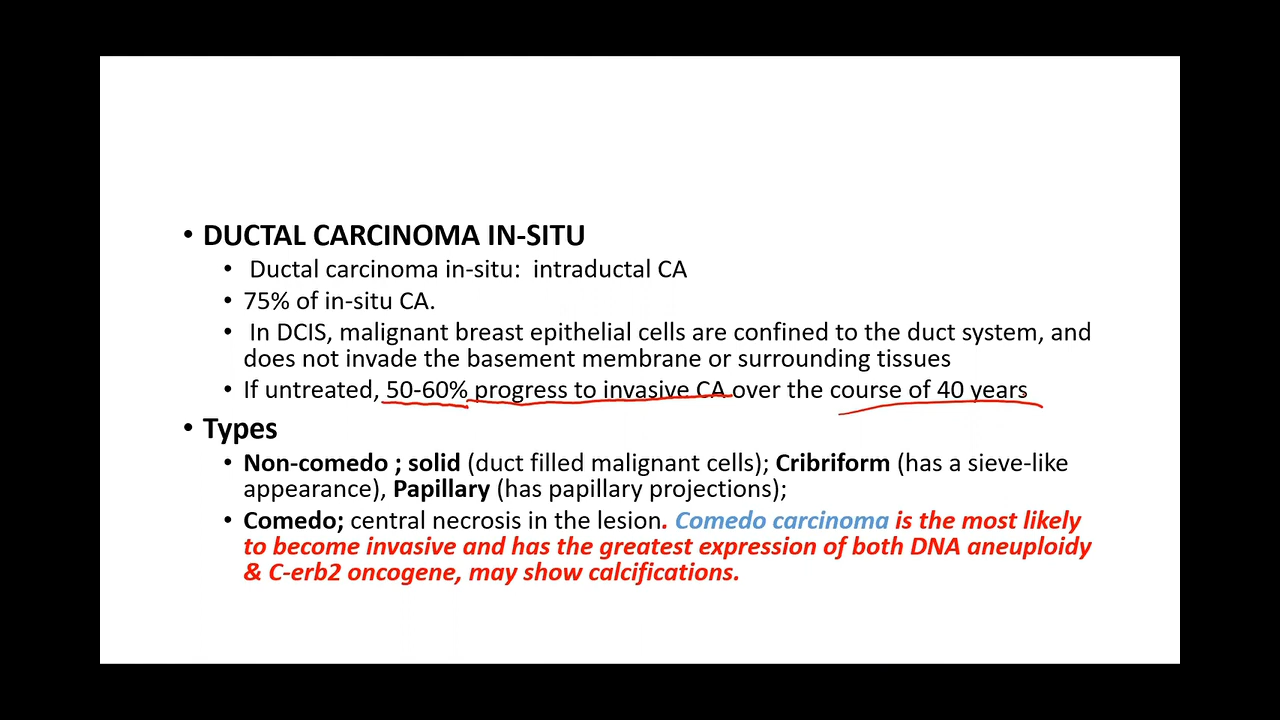 • DUCTAL CARCINOMA IN-SITU
• Ductal carcinoma in-situ: intraductal CA
• 75% of in-situ CA.
• In DCIS, malignant breast epithelial cells are confined to the duct system, and
does not invade the basement membrane or surrounding tissues
• If untreated, 50-60% progress to invasive CA over the course of 40 years
• Types
• Non-comedo ; solid (duct filled malignant cells); Cribriform (has a sieve-like
appearance), Papillary (has papillary projections);
• Comedo; central necrosis in the lesion. Comedo carcinoma is the most likely
to become invasive and has the greatest expression of both DNA aneuploidy
& C-erb2 oncogene, may show calcifications.